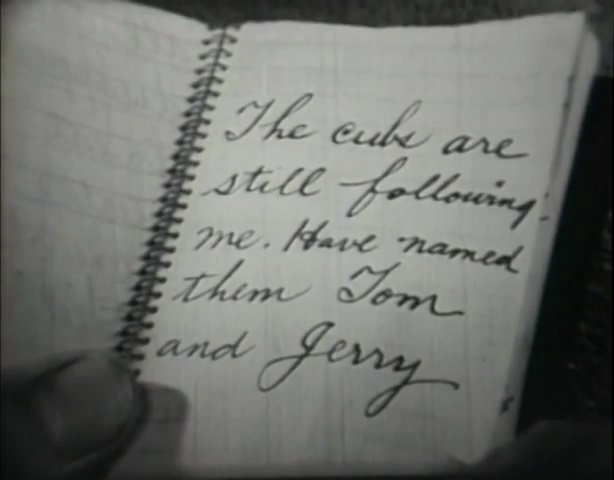 The cubs are
still following
me. Have named
them Tom
and Jerry